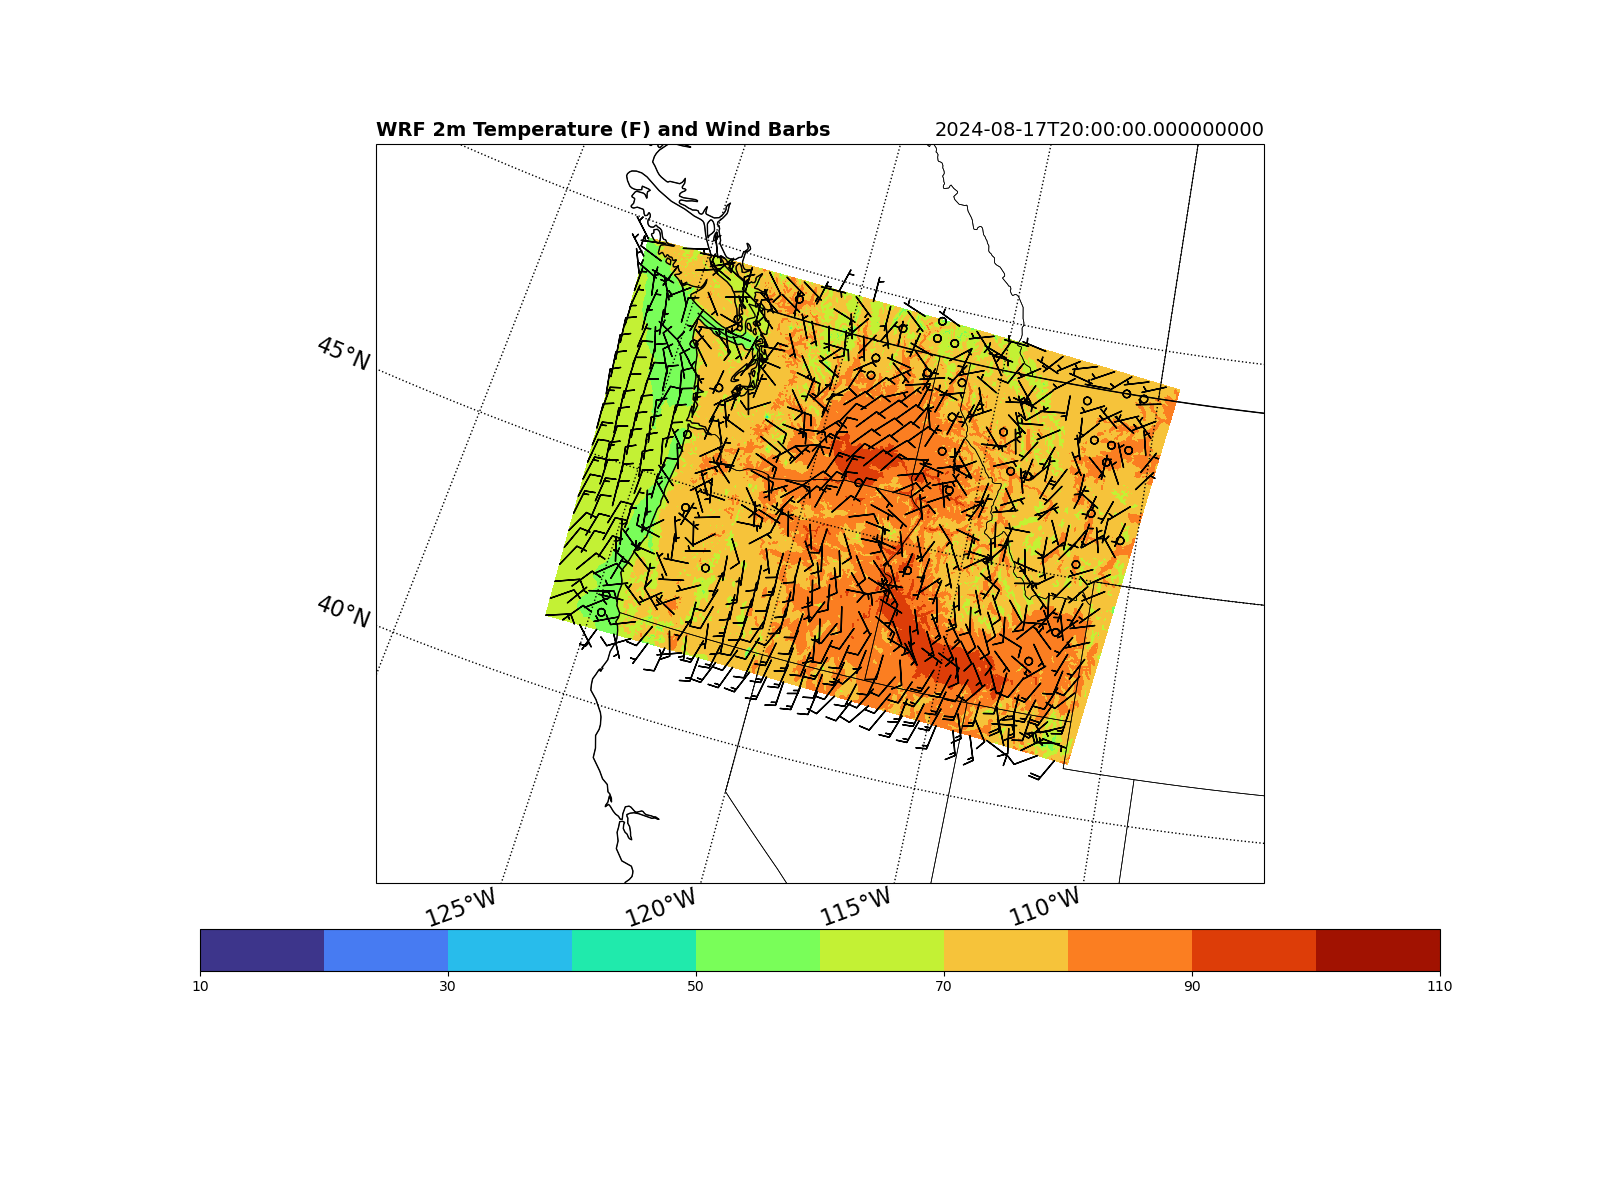 WRF 2m Temperature (F) and Wind Barbs 2024-08-17T20:00:00.000000000
45°N
40°N
125°W 120°W 115°W 110°W
10 30 50 70 90 110